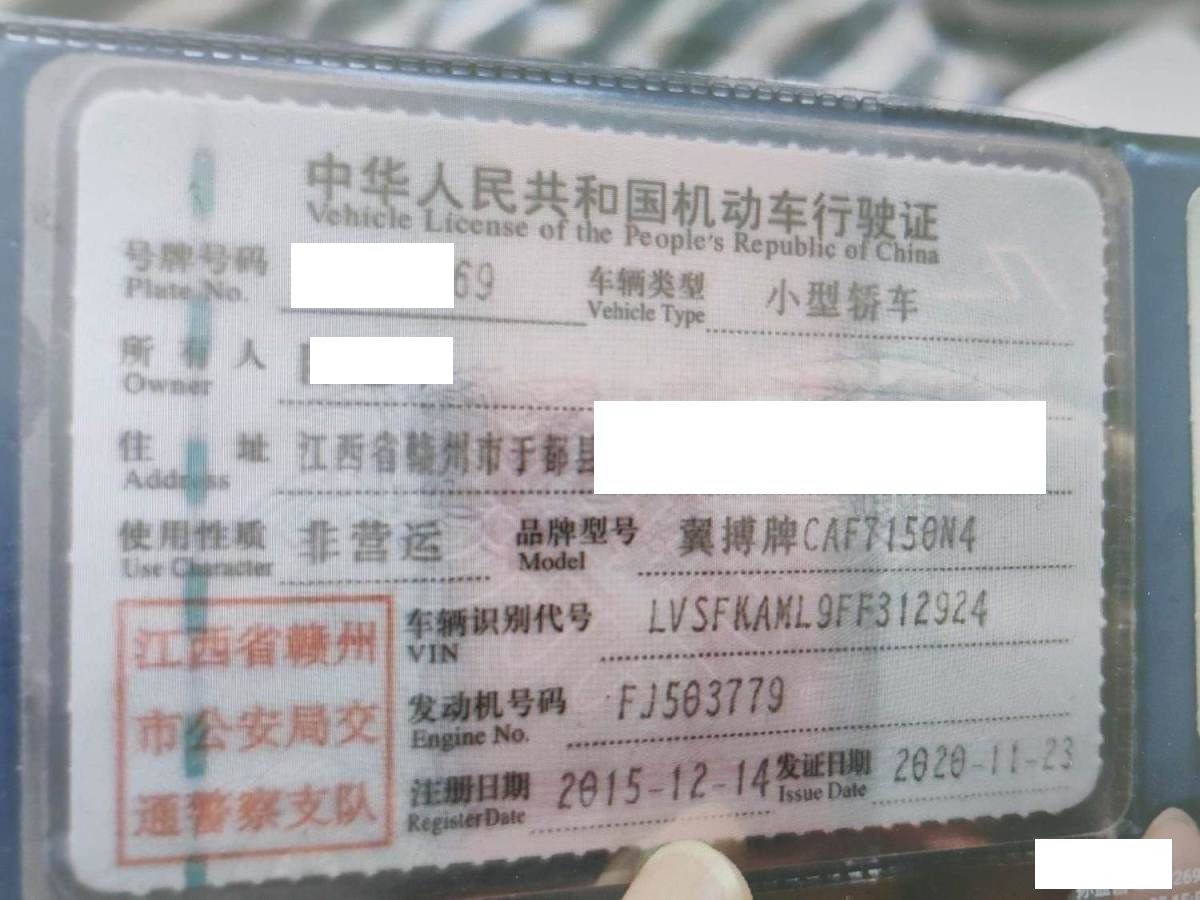 中华人民共和国机动车行驶证
Vehicle License of the People's Republic of China
号牌号码 69 车辆类型 小型轿车
Plate No. Vehicle Type
所有人
Owner
住址 江西省赣州市于都县
Address
使用性质 非营运 品牌型号 翼搏牌CAF7150N4
Use Character Model
车辆识别代号 LVSFKAML9FF312924
VIN
发动机号码 FJ503779
Engine No.
注册日期 2015-12-14 发证日期 2020-11-23
Register Date Issue Date
江西省赣州
市公安局交
通警察支队